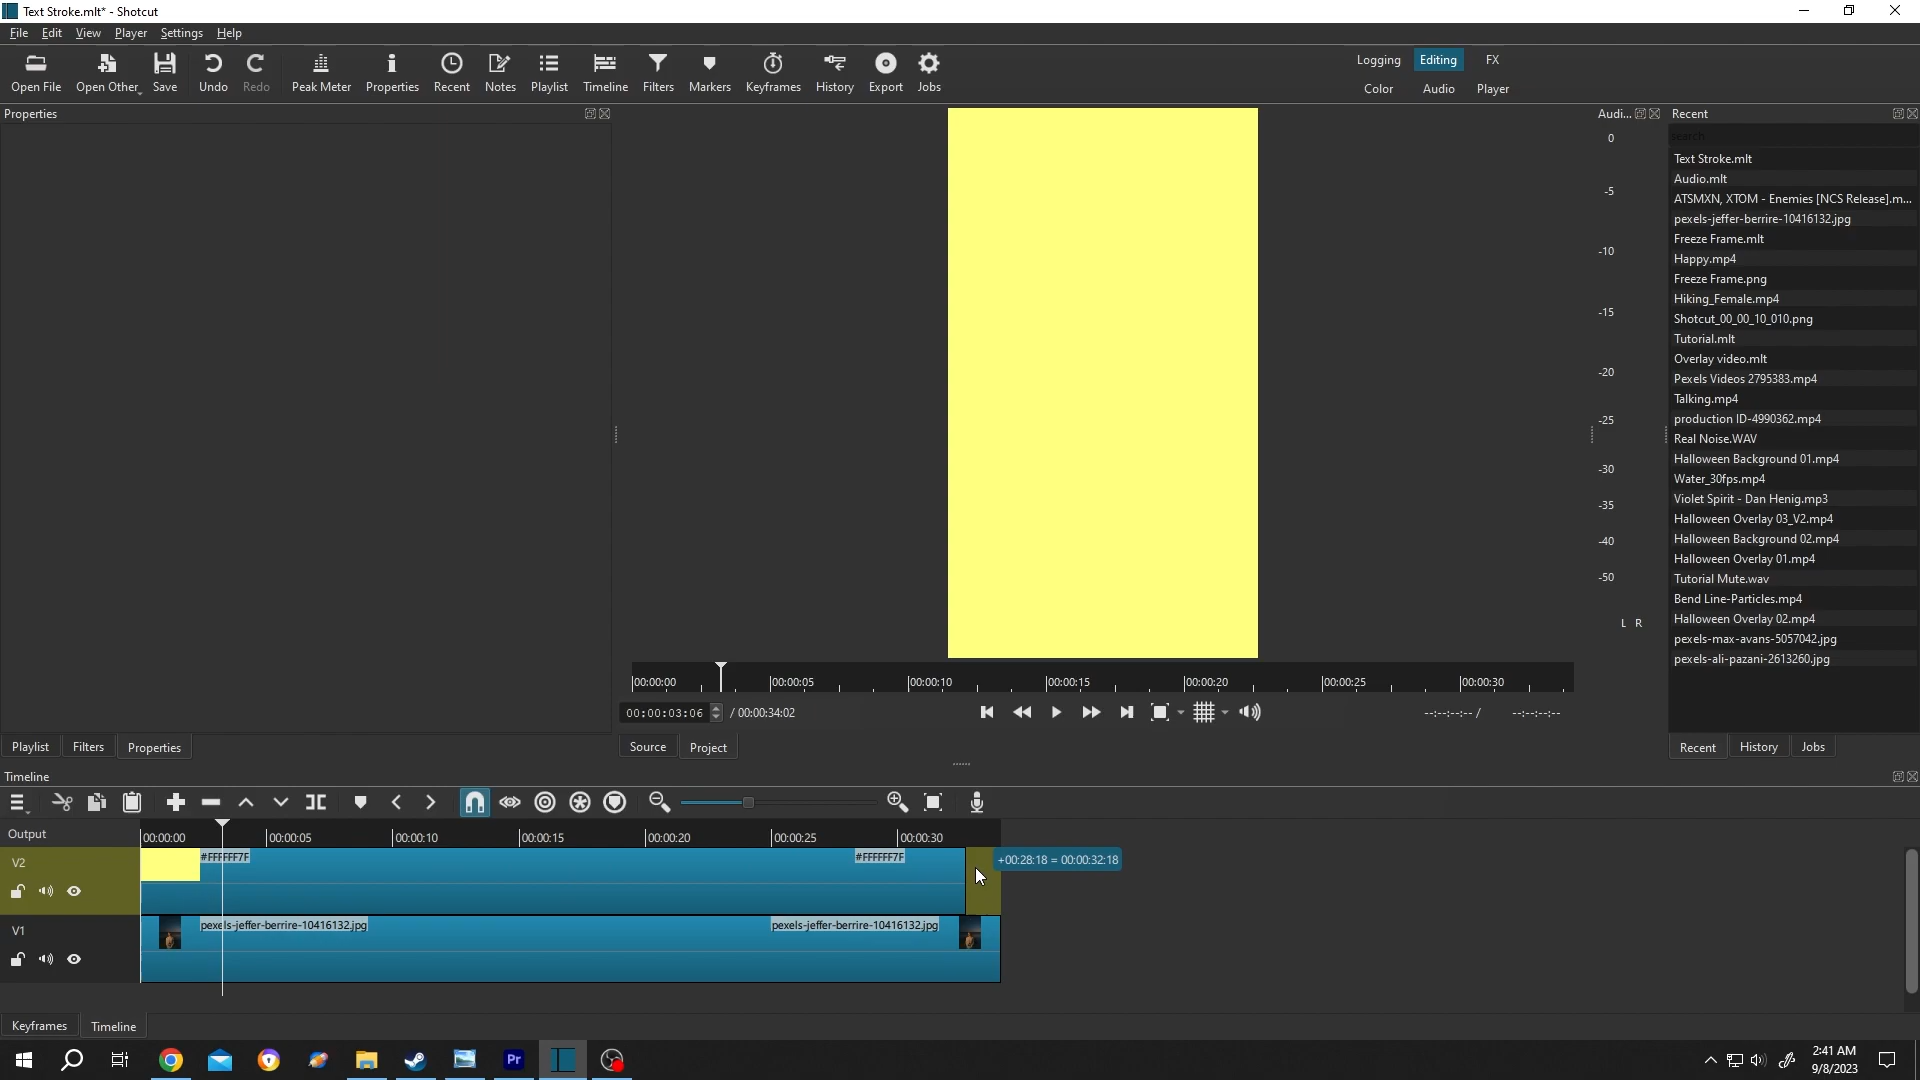 Text Stroke.mlt* - Shotcut
File Edit View Player Settings Help
Open File Open Other Save Undo Redo Peak Meter Properties Recent Notes Playlist Timeline Filters Markers Keyframes History Export Jobs
Logging Editing FX
Color Audio Player
Properties
Audi...
Recent
search
Text Stroke.mlt
Audio.mlt
ATSMXN, XTOM - Enemies [NCS Release].m...
pexels-jeffer-berrire-10416132.jpg
Freeze Frame.mlt
Happy.mp4
Freeze Frame.png
Hiking_Female.mp4
Shotcut_00_00_10_010.png
Tutorial.mlt
Overlay video.mlt
Pexels Videos 2795383.mp4
Talking.mp4
production ID-4990362.mp4
Real Noise.WAV
Halloween Background 01.mp4
Water_30fps.mp4
Violet Spirit - Dan Henig.mp3
Halloween Overlay 03_V2.mp4
Halloween Background 02.mp4
Halloween Overlay 01.mp4
Tutorial Mute.wav
Bend Line-Particles.mp4
Halloween Overlay 02.mp4
pexels-max-avans-5057042.jpg
pexels-ali-pazani-2613260.jpg
0
-5
-10
-15
-20
-25
-30
-35
-40
-50
L R
00:00:00 00:00:05 00:00:10 00:00:15 00:00:20 00:00:25 00:00:30
00:00:03:06 / 00:00:34:02
--:--:--:-- / --:--:--:--
Playlist Filters Properties
Source Project
Recent History Jobs
Timeline
Output
00:00:00 00:00:05 00:00:10 00:00:15 00:00:20 00:00:25 00:00:30
V2
#FFFFFF7F #FFFFFF7F
+00:28:18 = 00:00:32:18
V1
pexels-jeffer-berrire-10416132.jpg pexels-jeffer-berrire-10416132.jpg
Keyframes Timeline
Pr
2:41 AM
9/8/2023